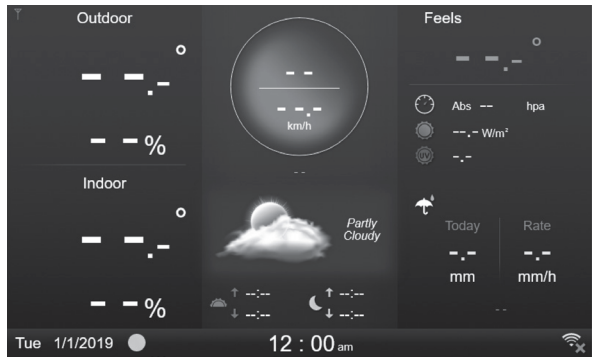 Outdoor
-- --.-°
-- -- %
Indoor
-- --.-°
-- -- %
-- --
-- --.-
km/h
--
Partly
Cloudy
↑ --:--
↓ --:--
↑ --:--
↓ --:--
Feels
-- --.-°
Abs -- hpa
--.- W/m²
UV -.-
Today
Rate
-.-
-.-
mm
mm/h
--
Tue 1/1/2019
12 : 00 am